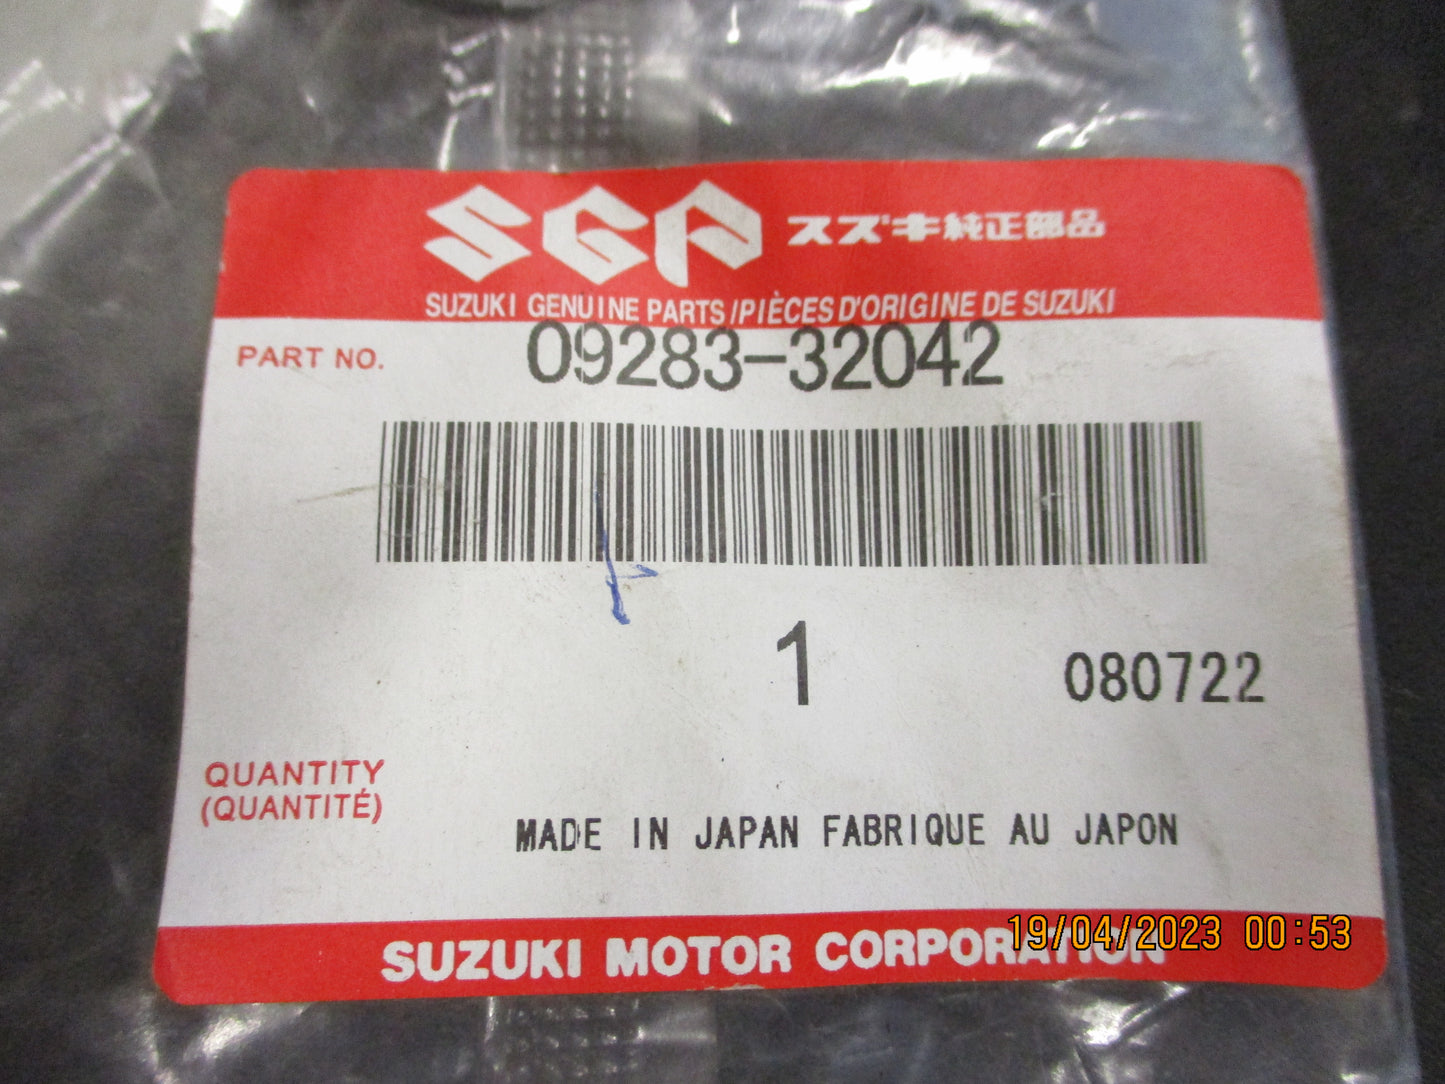 SGP スズキ純正部品
SUZUKI GENUINE PARTS/PIÈCES D'ORIGINE DE SUZUKI
PART NO. 09283-32042
1 080722
QUANTITY
(QUANTITÉ)
MADE IN JAPAN FABRIQUE AU JAPON
SUZUKI MOTOR CORPORATION
19/04/2023 00:53